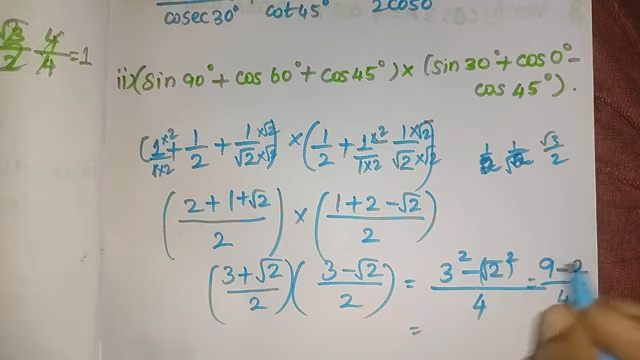 cosec 30° cot 45° 2 cos 0
√3/2 4/4 = 1
ii) (sin 90° + cos 60° + cos 45°) × (sin 30° + cos 0° -
cos 45°).
(1×2/1×2 + 1/2 + 1×√2/√2×√2) × (1/2 + 1×2/1×2 1×√2/√2×√2) √3/2
(2 + 1 + √2/2) × (1 + 2 - √2/2)
(3 + √2/2)(3 - √2/2) = 3² - (√2)²/4 = 9 - 2/4
=